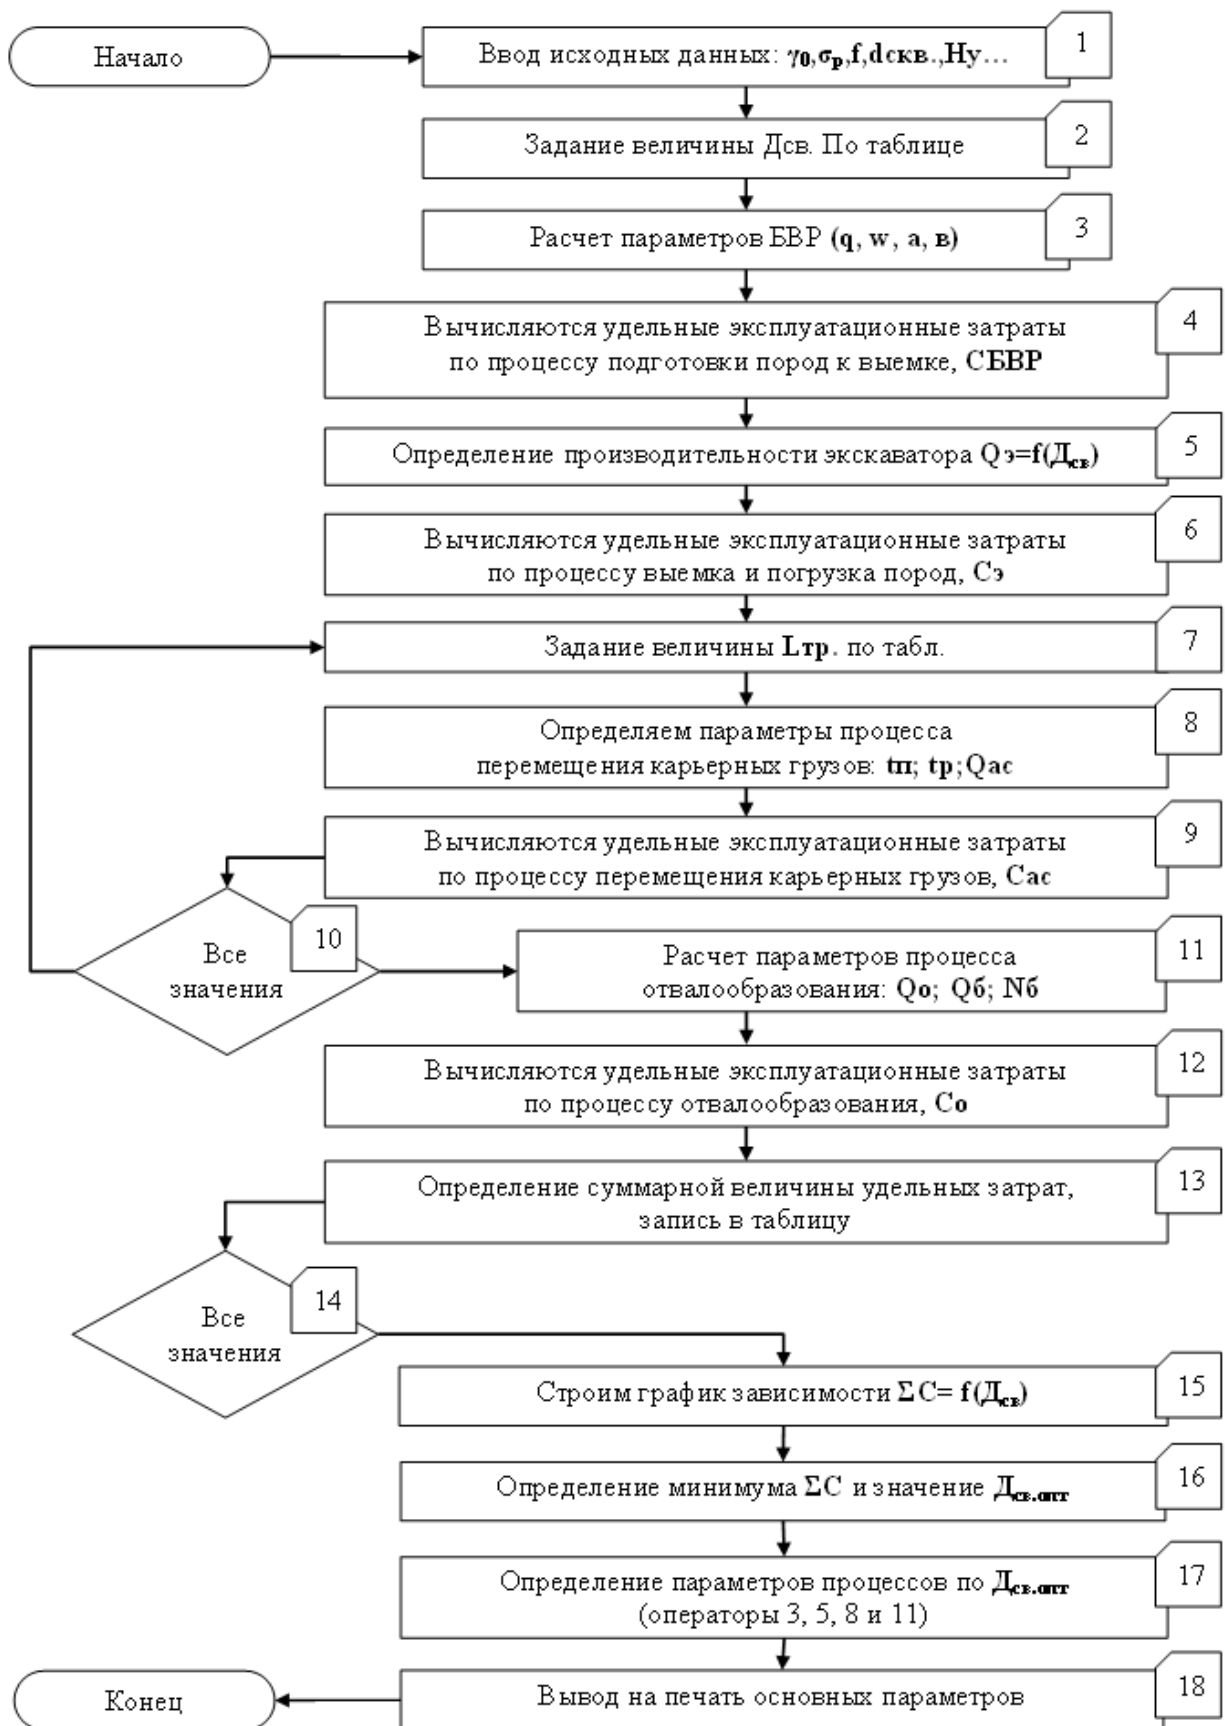 Начало
Ввод исходных данных: γ₀,σₚ,f,dскв.,Ну...
1
Задание величины Дсв. По таблице
2
Расчет параметров БВР (q, w, а, в)
3
Вычисляются удельные эксплуатационные затраты
по процессу подготовки пород к выемке, СБВР
4
Определение производительности экскаватора Qэ=f(Дсв)
5
Вычисляются удельные эксплуатационные затраты
по процессу выемка и погрузка пород, Сэ
6
Задание величины Lтр. по табл.
7
Определяем параметры процесса
перемещения карьерных грузов: tп; tр;Qас
8
Вычисляются удельные эксплуатационные затраты
по процессу перемещения карьерных грузов, Сас
9
Все
значения
10
Расчет параметров процесса
отвалообразования: Qо; Qб; Nб
11
Вычисляются удельные эксплуатационные затраты
по процессу отвалообразования, Со
12
Определение суммарной величины удельных затрат,
запись в таблицу
13
Все
значения
14
Строим график зависимости ΣС= f(Дсв)
15
Определение минимума ΣС и значение Дсв.опт
16
Определение параметров процессов по Дсв.опт
(операторы 3, 5, 8 и 11)
17
Вывод на печать основных параметров
18
Конец